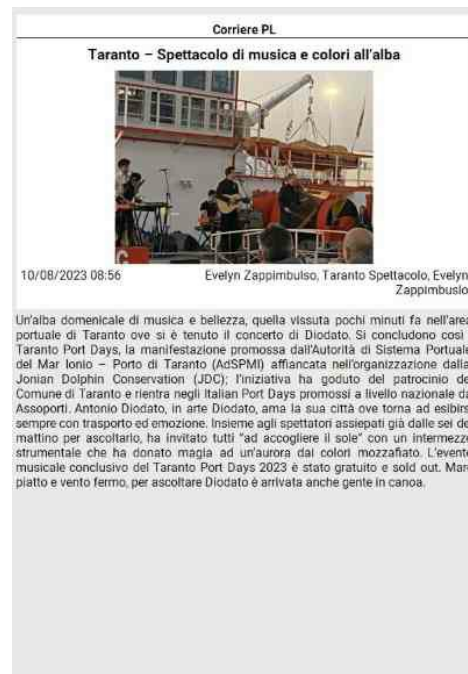 Corriere PL
Taranto – Spettacolo di musica e colori all'alba
10/08/2023 08:56
Evelyn Zappimbulso, Taranto Spettacolo, Evelyn
Zappimbuslo
Un'alba domenicale di musica e bellezza, quella vissuta pochi minuti fa nell'area
portuale di Taranto ove si è tenuto il concerto di Diodato. Si concludono così i
Taranto Port Days, la manifestazione promossa dall'Autorità di Sistema Portuale
del Mar Ionio – Porto di Taranto (AdSPMI) affiancata nell'organizzazione dalla
Jonian Dolphin Conservation (JDC); l'iniziativa ha goduto del patrocinio de
Comune di Taranto e rientra negli Italian Port Days promossi a livello nazionale da
Assoporti. Antonio Diodato, in arte Diodato, ama la sua città ove torna ad esibirs
sempre con trasporto ed emozione. Insieme agli spettatori assiepati già dalle sei de
mattino per ascoltarlo, ha invitato tutti "ad accogliere il sole" con un intermezzo
strumentale che ha donato magia ad un'aurora dai colori mozzafiato. L'evento
musicale conclusivo del Taranto Port Days 2023 è stato gratuito e sold out. Mare
piatto e vento fermo, per ascoltare Diodato è arrivata anche gente in canoa.